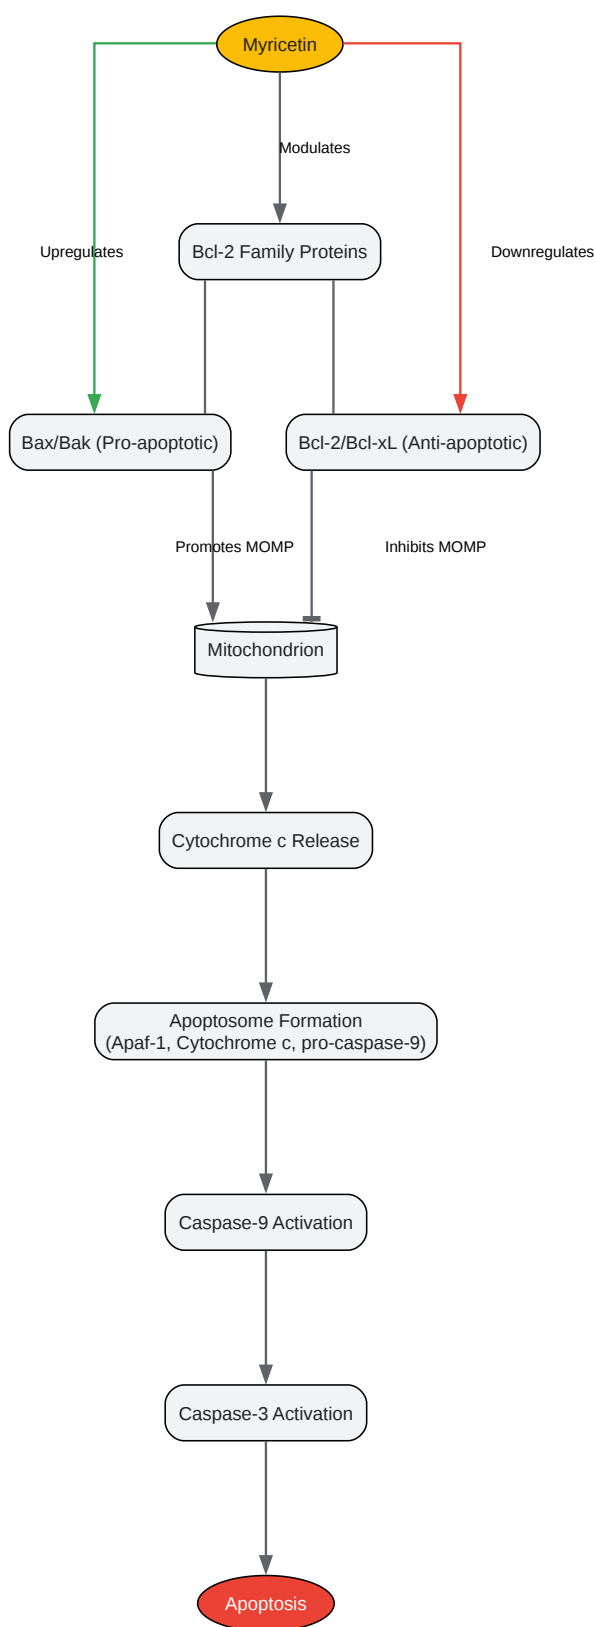 Myricetin
Modulates
Upregulates
Bcl-2 Family Proteins
Downregulates
Bax/Bak (Pro-apoptotic)
Bcl-2/Bcl-xL (Anti-apoptotic)
Promotes MOMP
Inhibits MOMP
Mitochondrion
Cytochrome c Release
Apoptosome Formation
(Apaf-1, Cytochrome c, pro-caspase-9)
Caspase-9 Activation
Caspase-3 Activation
Apoptosis